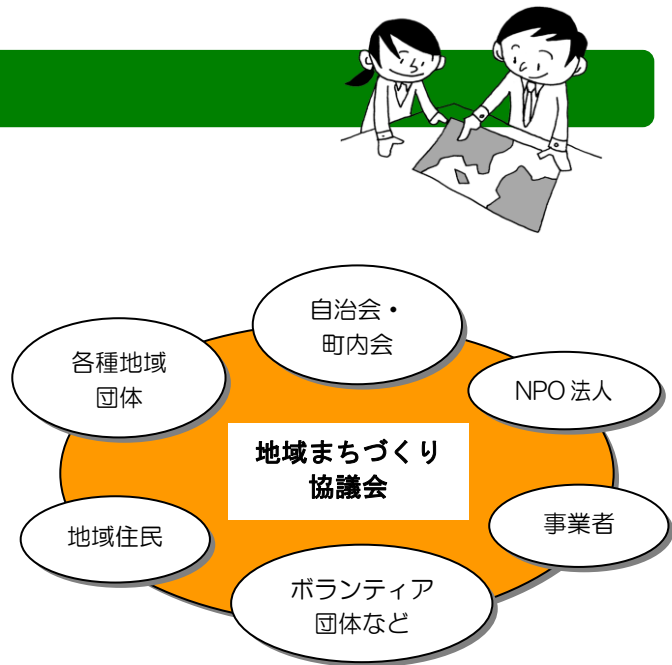 自治会・
町内会
各種地域
団体
NPO法人
地域まちづくり
協議会
地域住民
事業者
ボランティア
団体など